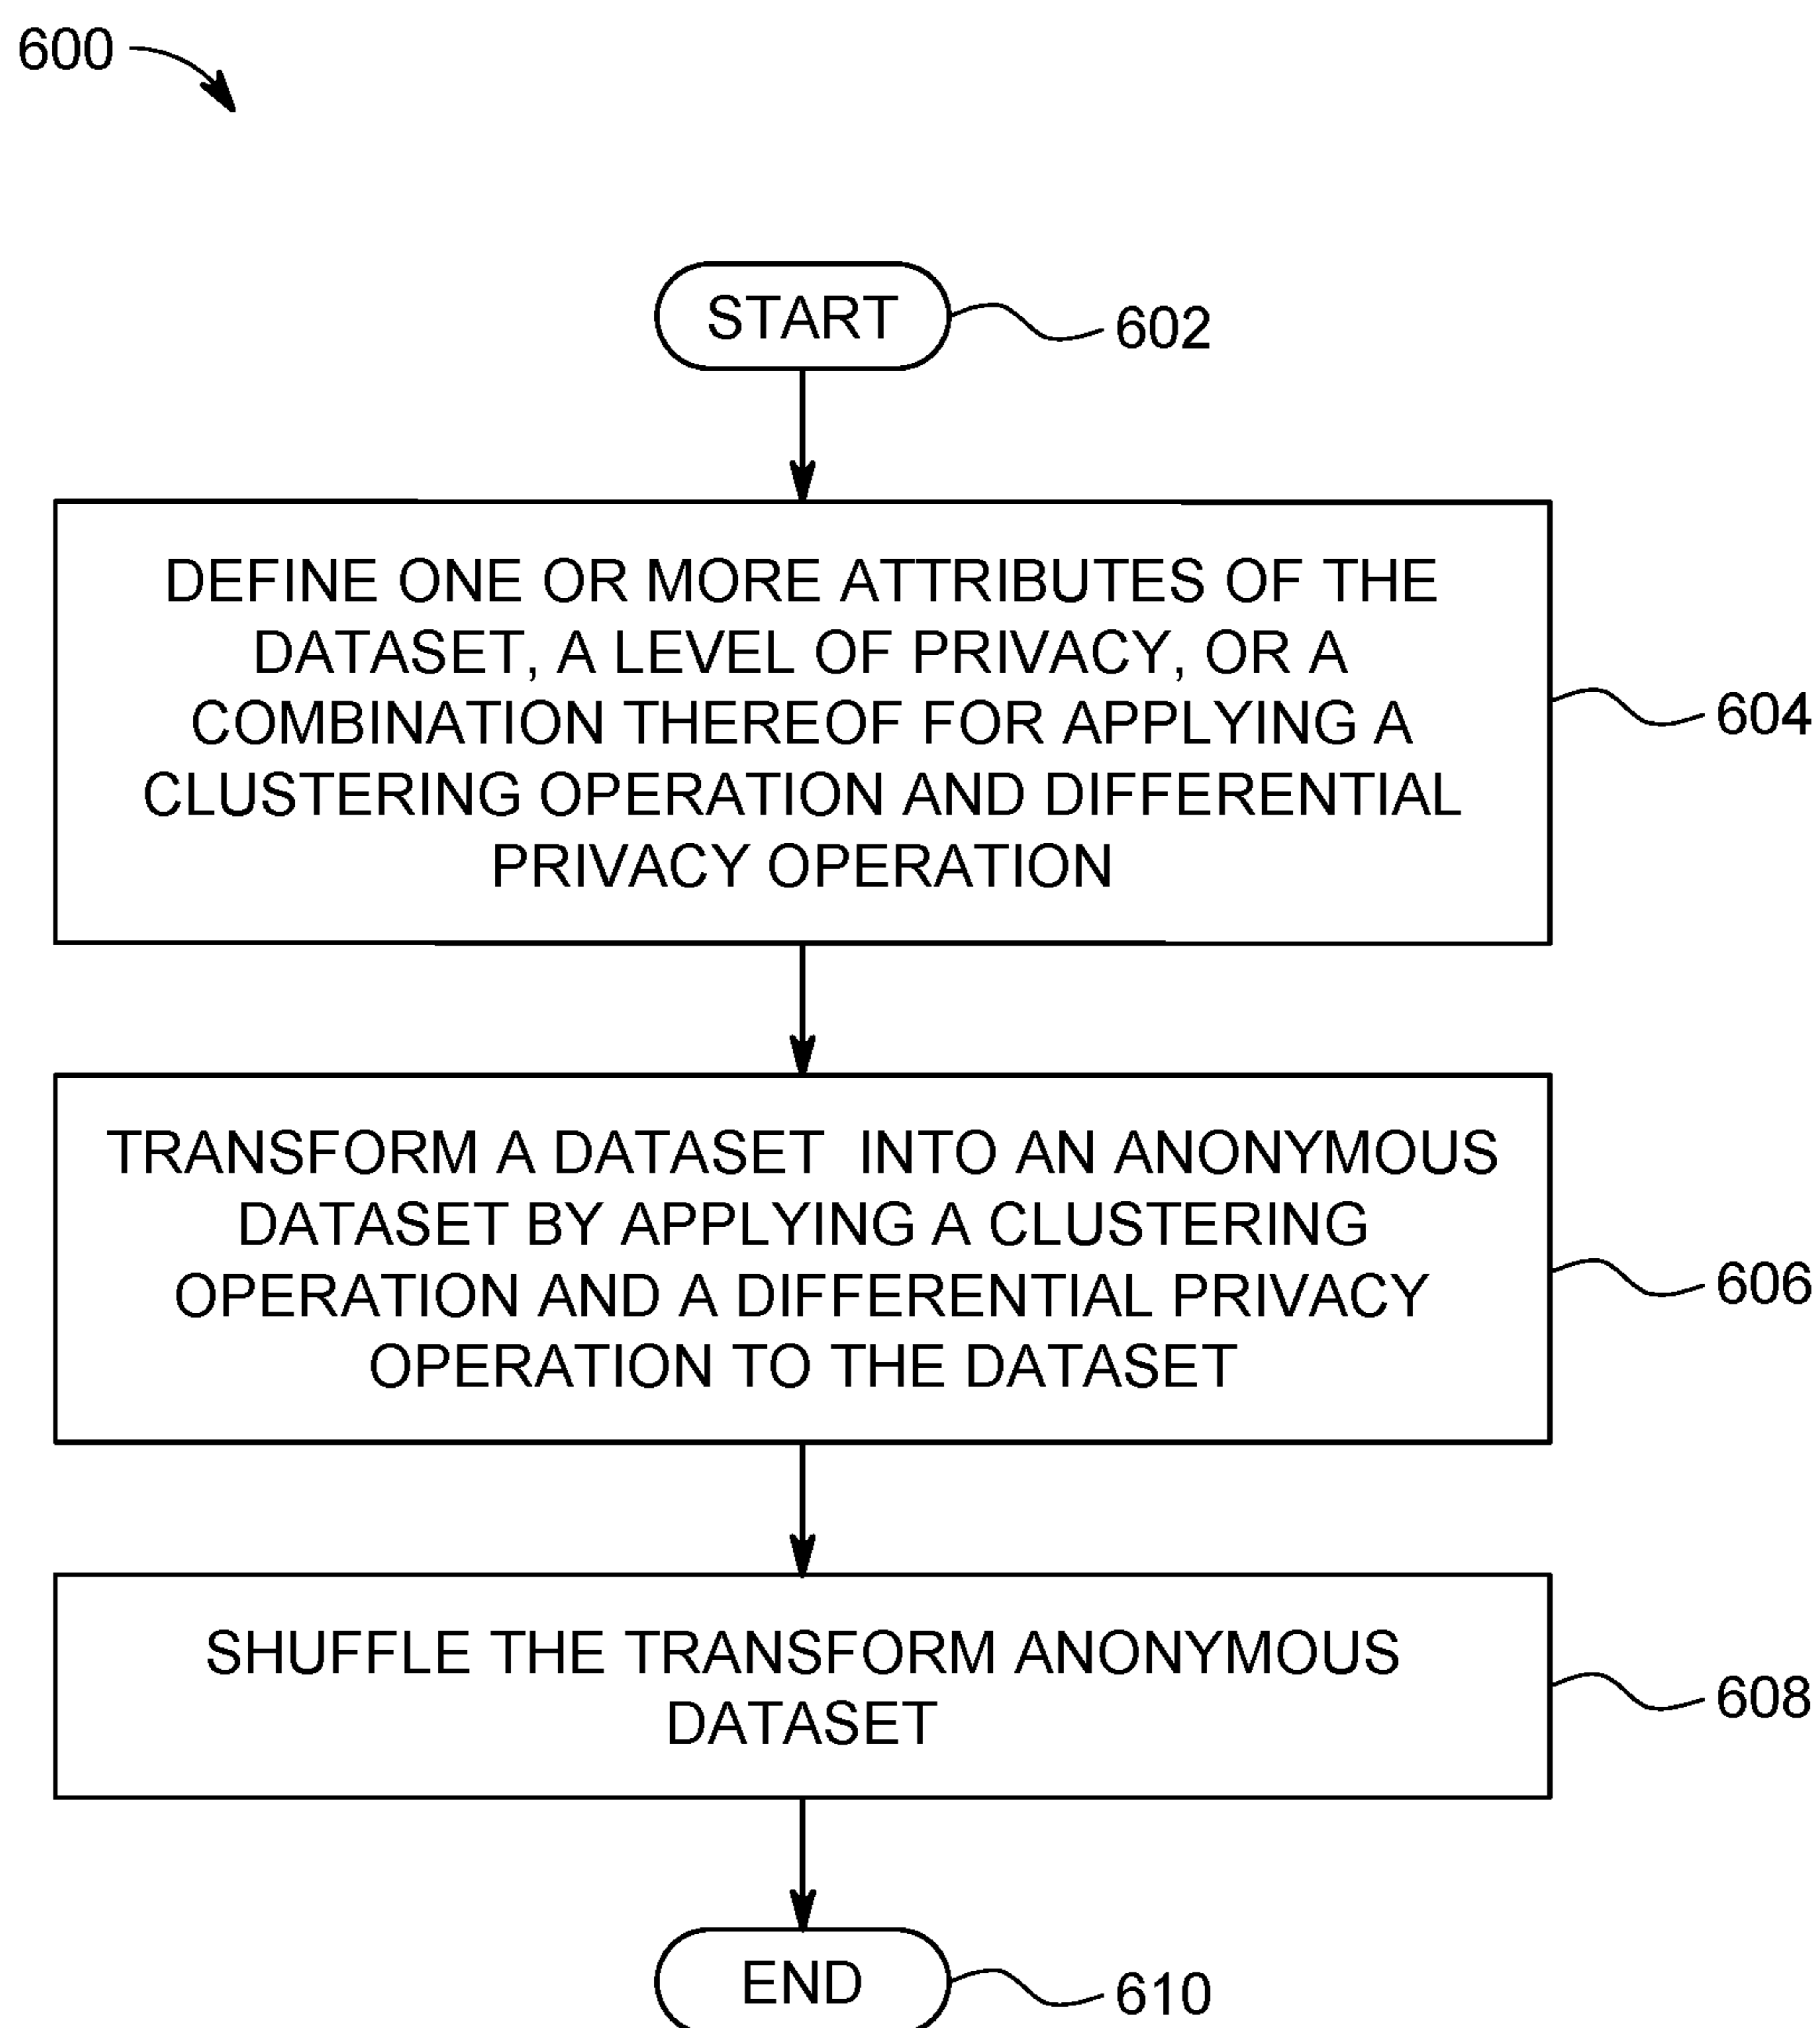 600
START
602
DEFINE ONE OR MORE ATTRIBUTES OF THE
DATASET, A LEVEL OF PRIVACY, OR A
COMBINATION THEREOF FOR APPLYING A
CLUSTERING OPERATION AND DIFFERENTIAL
PRIVACY OPERATION
604
TRANSFORM A DATASET INTO AN ANONYMOUS
DATASET BY APPLYING A CLUSTERING
OPERATION AND A DIFFERENTIAL PRIVACY
OPERATION TO THE DATASET
606
SHUFFLE THE TRANSFORM ANONYMOUS
DATASET
608
END
610